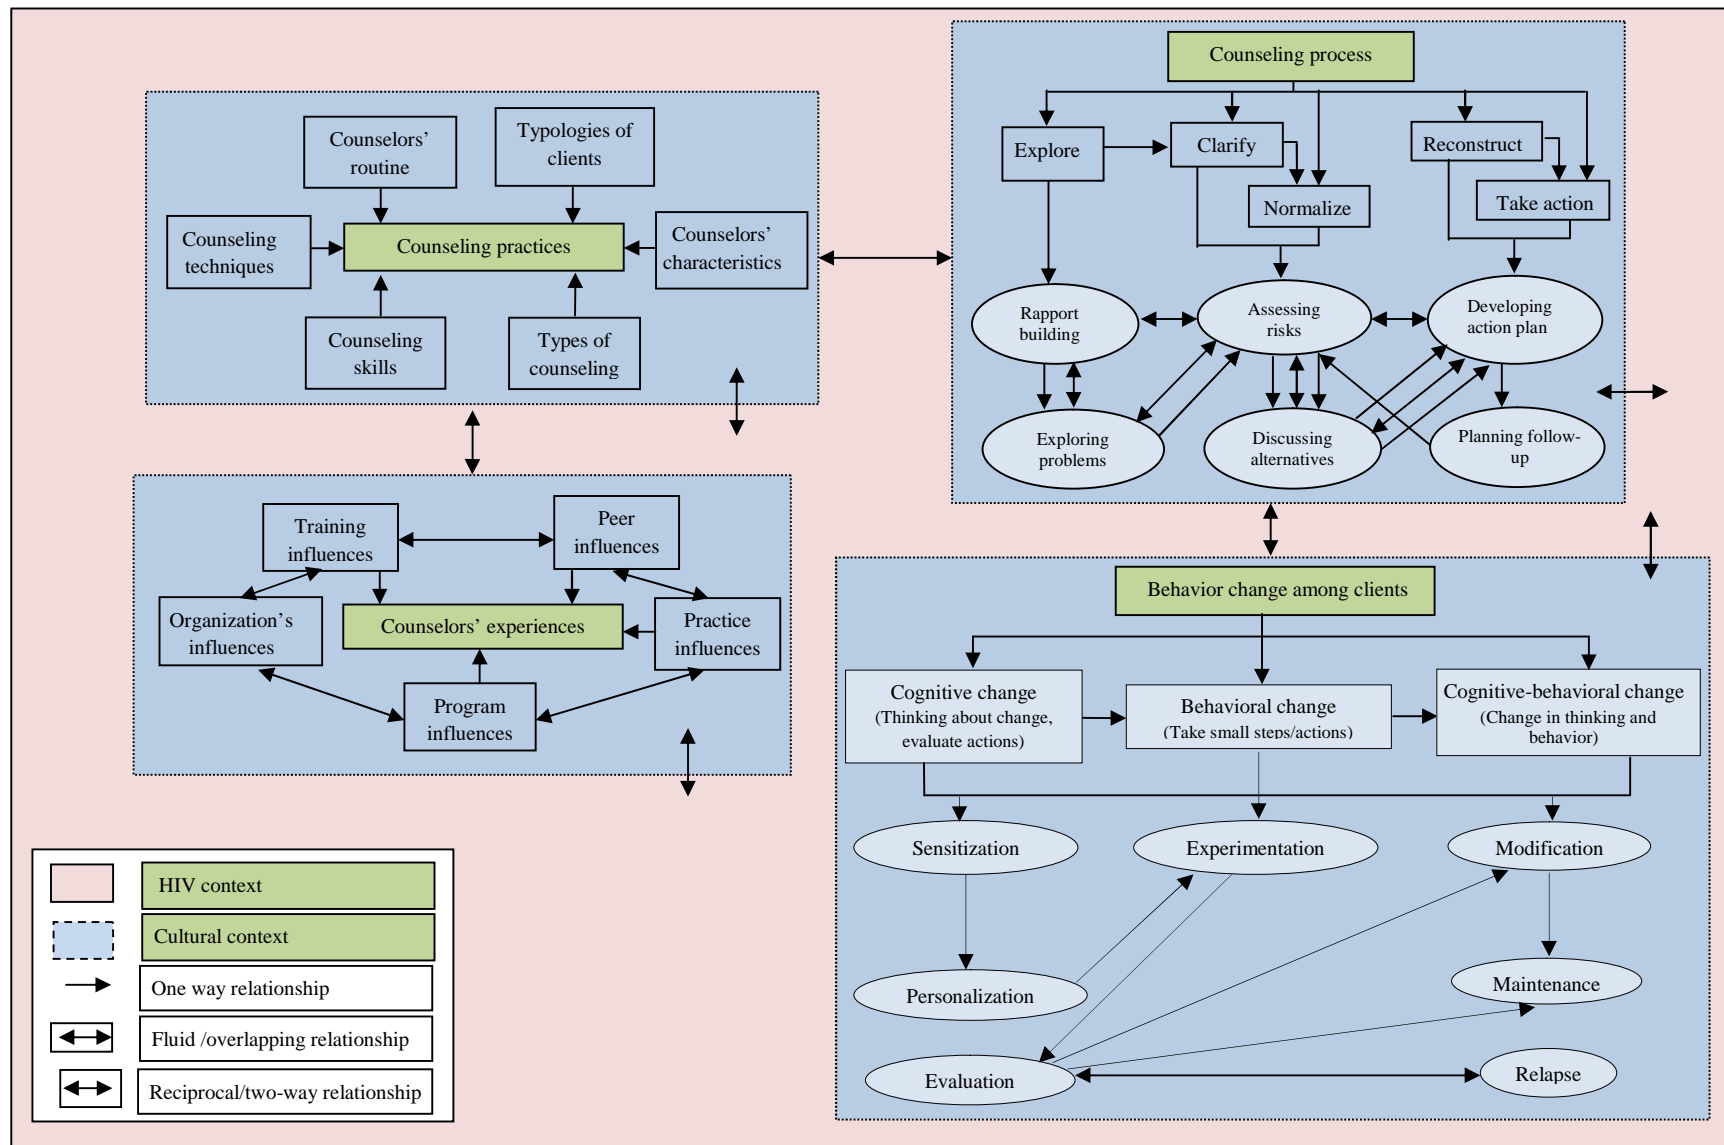 Counseling process
Explore
Clarify
Normalize
Reconstruct
Take action
Rapport
building
Assessing
risks
Developing
action plan
Exploring
problems
Discussing
alternatives
Planning follow-
up
Counselors’
routine
Typologies of
clients
Counseling
techniques
Counseling practices
Counselors’
characteristics
Counseling
skills
Types of
counseling
Training
influences
Peer
influences
Organization’s
influences
Counselors’ experiences
Practice
influences
Program
influences
Behavior change among clients
Cognitive change
(Thinking about change,
evaluate actions)
Behavioral change
(Take small steps/actions)
Cognitive-behavioral change
(Change in thinking and
behavior)
Sensitization
Experimentation
Modification
Personalization
Maintenance
Evaluation
Relapse
HIV context
Cultural context
One way relationship
Fluid /overlapping relationship
Reciprocal/two-way relationship